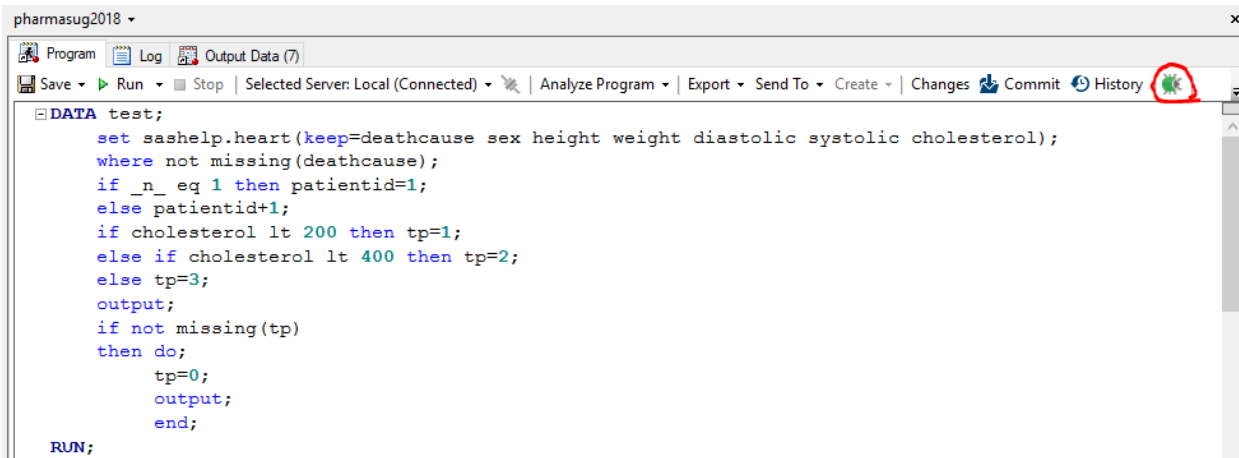 pharmasug2018
x
Program Log Output Data (7)
Save Run Stop Selected Server: Local (Connected) Analyze Program Export Send To Create Changes Commit History
DATA test;
set sashelp.heart(keep=deathcause sex height weight diastolic systolic cholesterol);
where not missing(deathcause);
if _n_ eq 1 then patientid=1;
else patientid+1;
if cholesterol lt 200 then tp=1;
else if cholesterol lt 400 then tp=2;
else tp=3;
output;
if not missing(tp)
then do;
tp=0;
output;
end;
RUN;